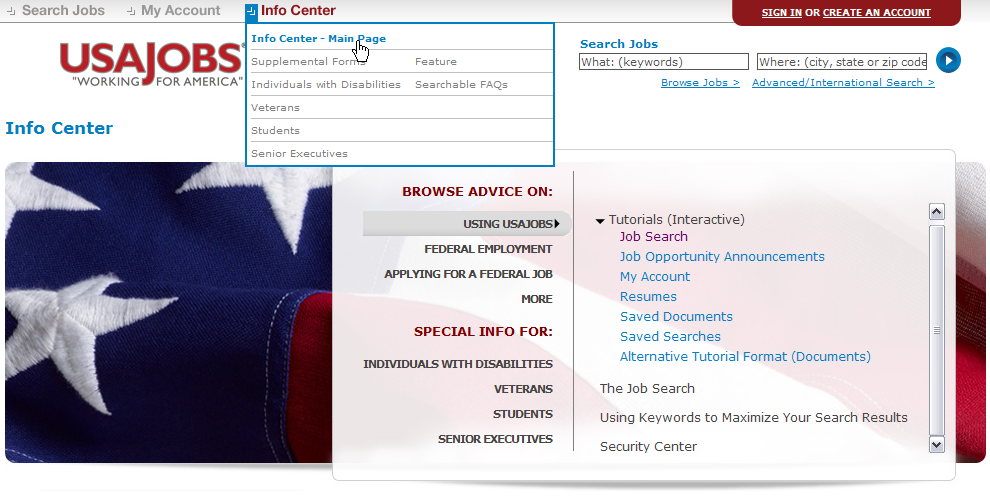 Search Jobs
My Account
Info Center
SIGN IN OR CREATE AN ACCOUNT
Info Center - Main Page
Supplemental Forms
Feature
Individuals with Disabilities
Searchable FAQs
Veterans
Students
Senior Executives
USAJOBS
"WORKING FOR AMERICA"
Search Jobs
What: (keywords)
Where: (city, state or zip code
Browse Jobs >
Advanced/International Search >
Info Center
BROWSE ADVICE ON:
USING USAJOBS
FEDERAL EMPLOYMENT
APPLYING FOR A FEDERAL JOB
MORE
SPECIAL INFO FOR:
INDIVIDUALS WITH DISABILITIES
VETERANS
STUDENTS
SENIOR EXECUTIVES
Tutorials (Interactive)
Job Search
Job Opportunity Announcements
My Account
Resumes
Saved Documents
Saved Searches
Alternative Tutorial Format (Documents)
The Job Search
Using Keywords to Maximize Your Search Results
Security Center